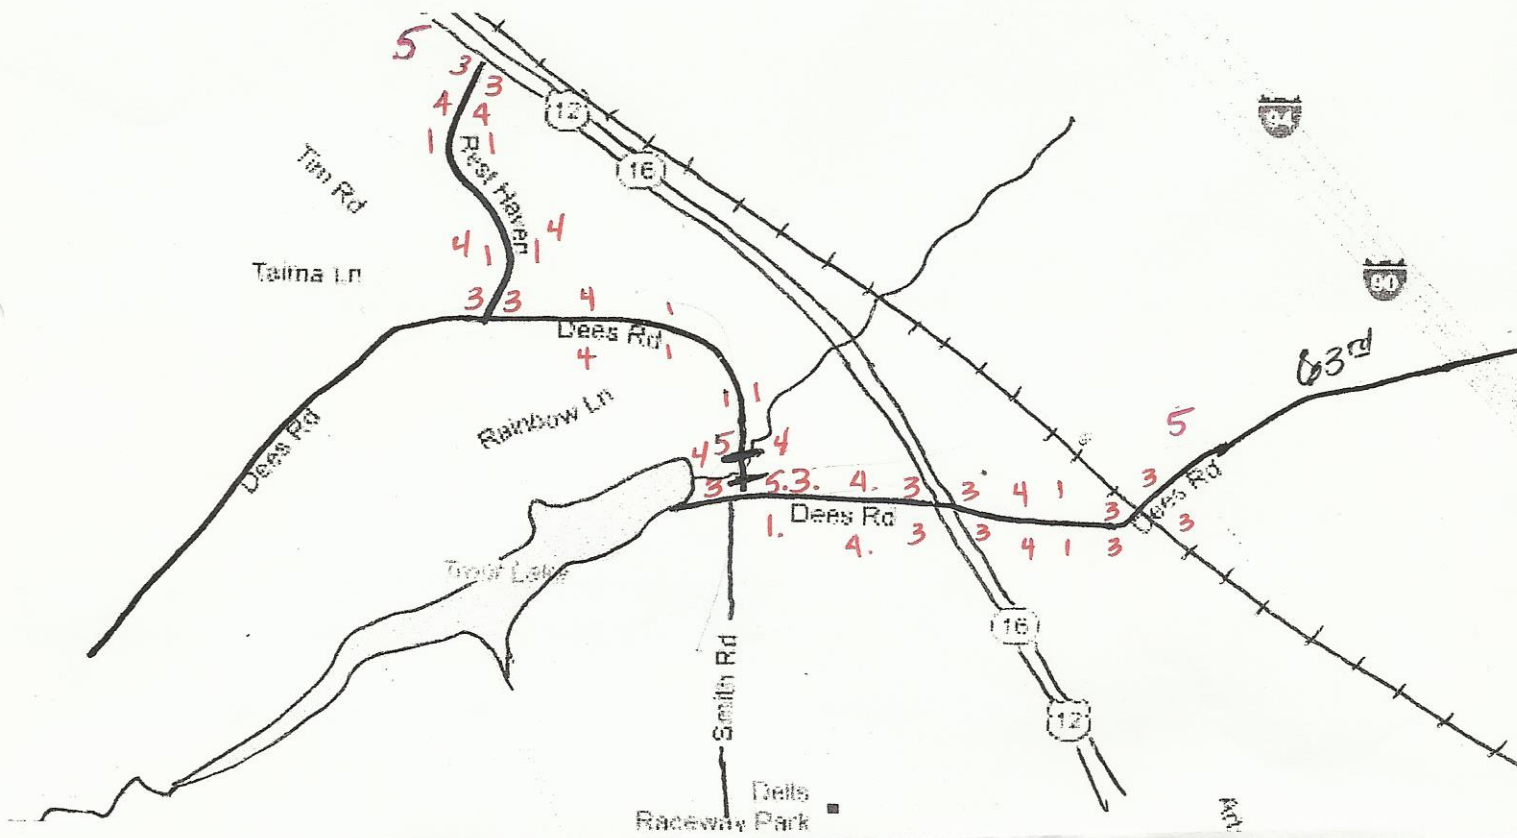 5
3 3
12
94
4 4
1 1
16
Rest Haven
Tim Rd
4 1 1 4
Talma Ln
90
3 3 4 1
Dees Rd
4 1
63rd
Rainbow Ln
1 1
5
Dees Rd
4 5 4
3 5.3. 4. 3 3 4 1 3 3
Dees Rd
Dees Rd
1. 4. 3 3 4 1 3 3
Trout Lake
16
Smith Rd
12
Dells
Raceway Park